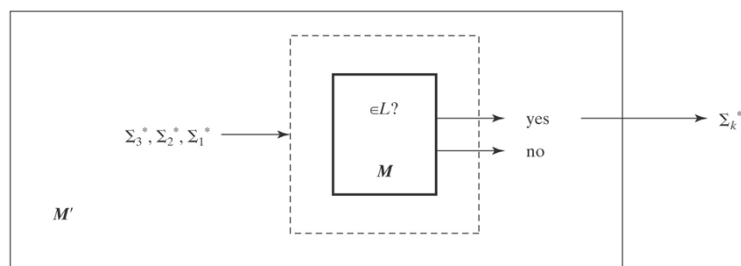 ∈L?
yes
Σₖ*
Σ₃*, Σ₂*, Σ₁*
no
M
M′